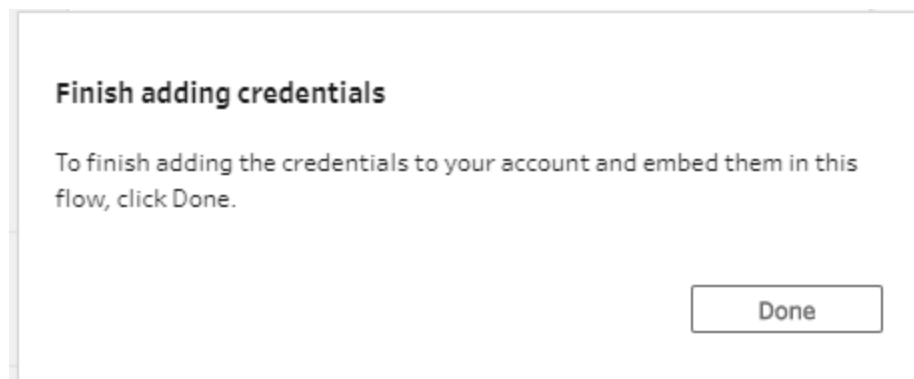 Finish adding credentials
To finish adding the credentials to your account and embed them in this
flow, click Done.
Done